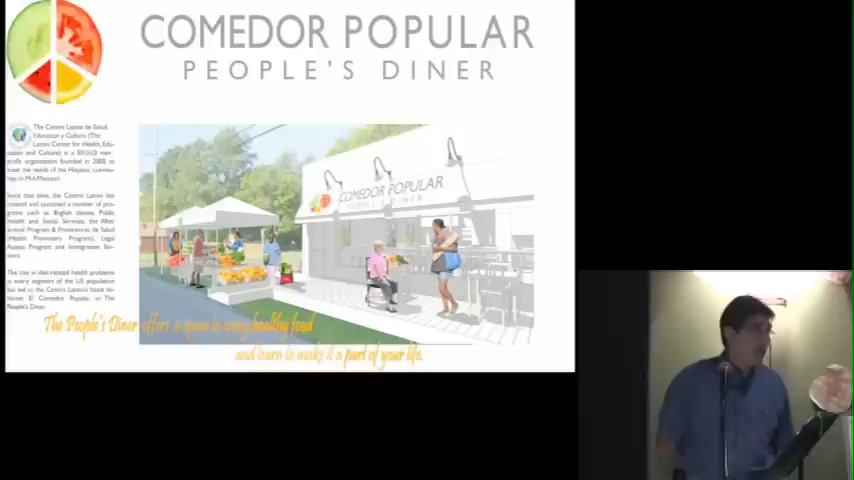 COMEDOR POPULAR
PEOPLE'S DINER
The Centro Latino de Salud,
Educación y Cultura (The
Latino Center for Health, Edu-
cation and Culture) is a 501(c)3 non-
profit organization founded in 2000 to
meet the needs of the Hispanic commu-
nity in Mid-Missouri.
Since that time, the Centro Latino has
created and sustained a number of pro-
grams such as English classes, Public
Health and Social Services, the After
School Program & Promotores de Salud
(Health Promoters Program), Legal
Access Program and Immigration Ser-
vices.
The rise in diet-related health problems
in every segment of the US population
has led to the Centro Latino's latest
El Comedor Popular, or The
People's Diner.
COMEDOR POPULAR
PEOPLE'S DINER
The People's Diner offers a space to enjoy healthy food
and learn to make it a part of your life.